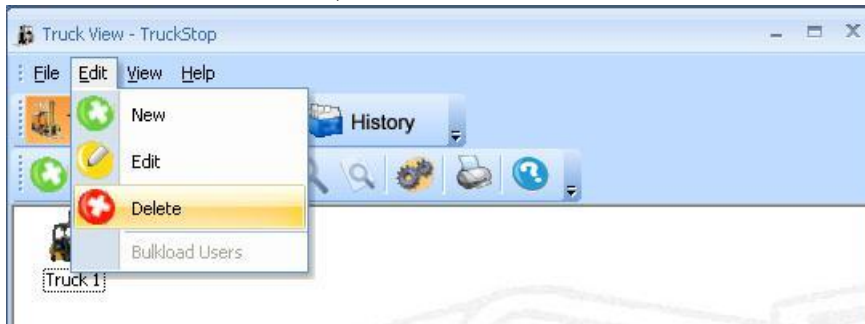 Truck View - TruckStop
File Edit View Help
New
History
Edit
Delete
Bulkload Users
Truck 1